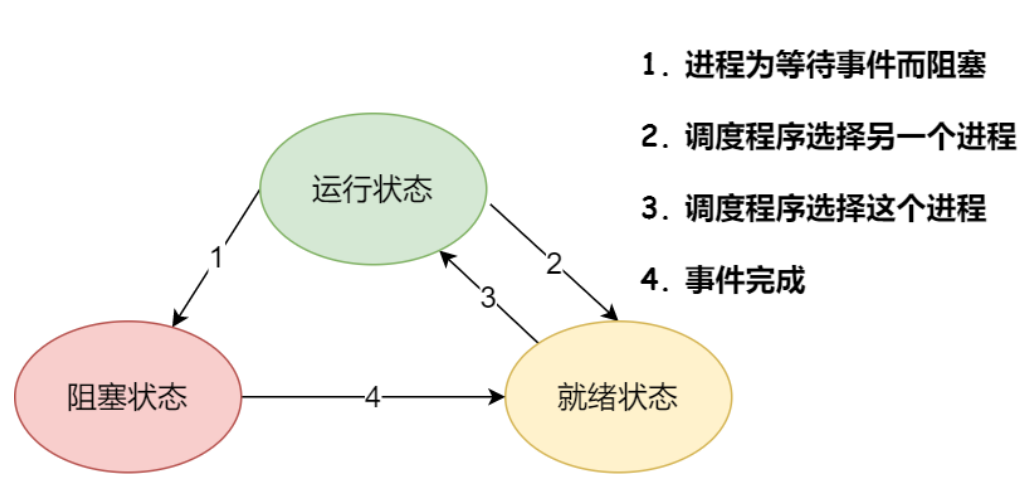 1. 进程为等待事件而阻塞
2. 调度程序选择另一个进程
3. 调度程序选择这个进程
4. 事件完成
运行状态
1
2
3
阻塞状态
4
就绪状态